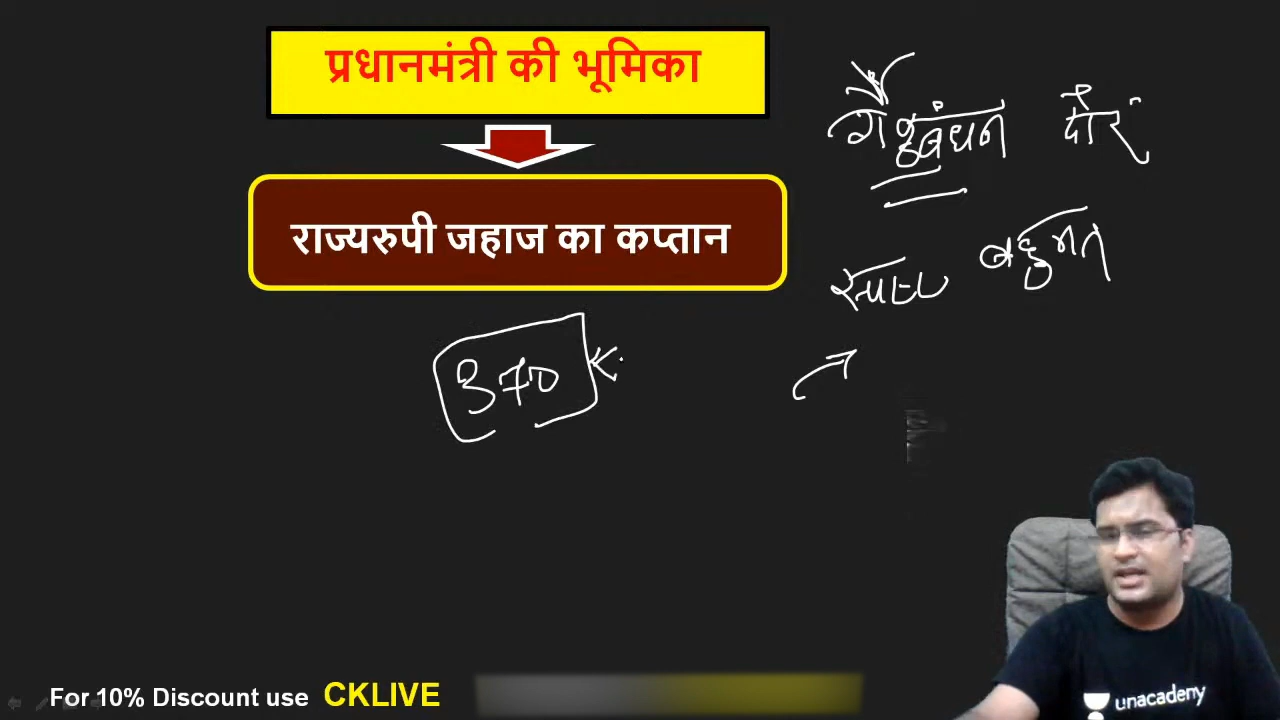 प्रधानमंत्री की भूमिका
राज्यरुपी जहाज का कप्तान
गठबंधन दौर
स्पष्ट बहुमत
370
For 10% Discount use CKLIVE
unacademy